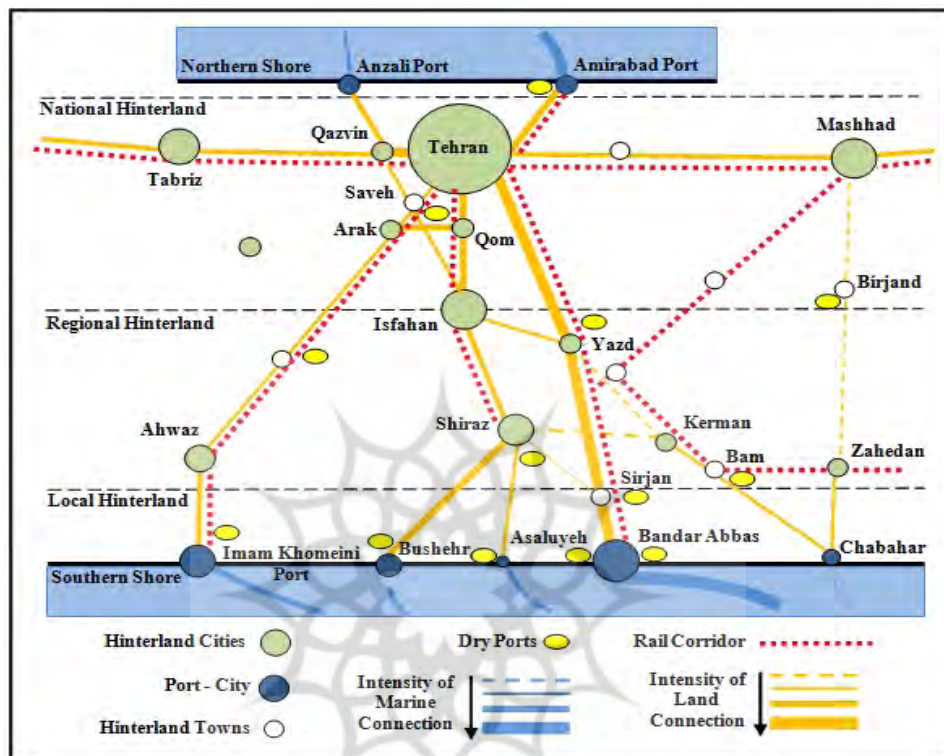 Northern Shore
Anzali Port
Amirabad Port
National Hinterland
Qazvin
Tehran
Mashhad
Tabriz
Saveh
Arak
Qom
Birjand
Regional Hinterland
Isfahan
Yazd
Ahwaz
Shiraz
Kerman
Bam
Zahedan
Local Hinterland
Sirjan
Imam Khomeini
Port
Bushehr
Asaluyeh
Bandar Abbas
Chabahar
Southern Shore
Hinterland Cities
Port - City
Hinterland Towns
Dry Ports
Intensity of
Marine
Connection
Rail Corridor
Intensity of
Land
Connection